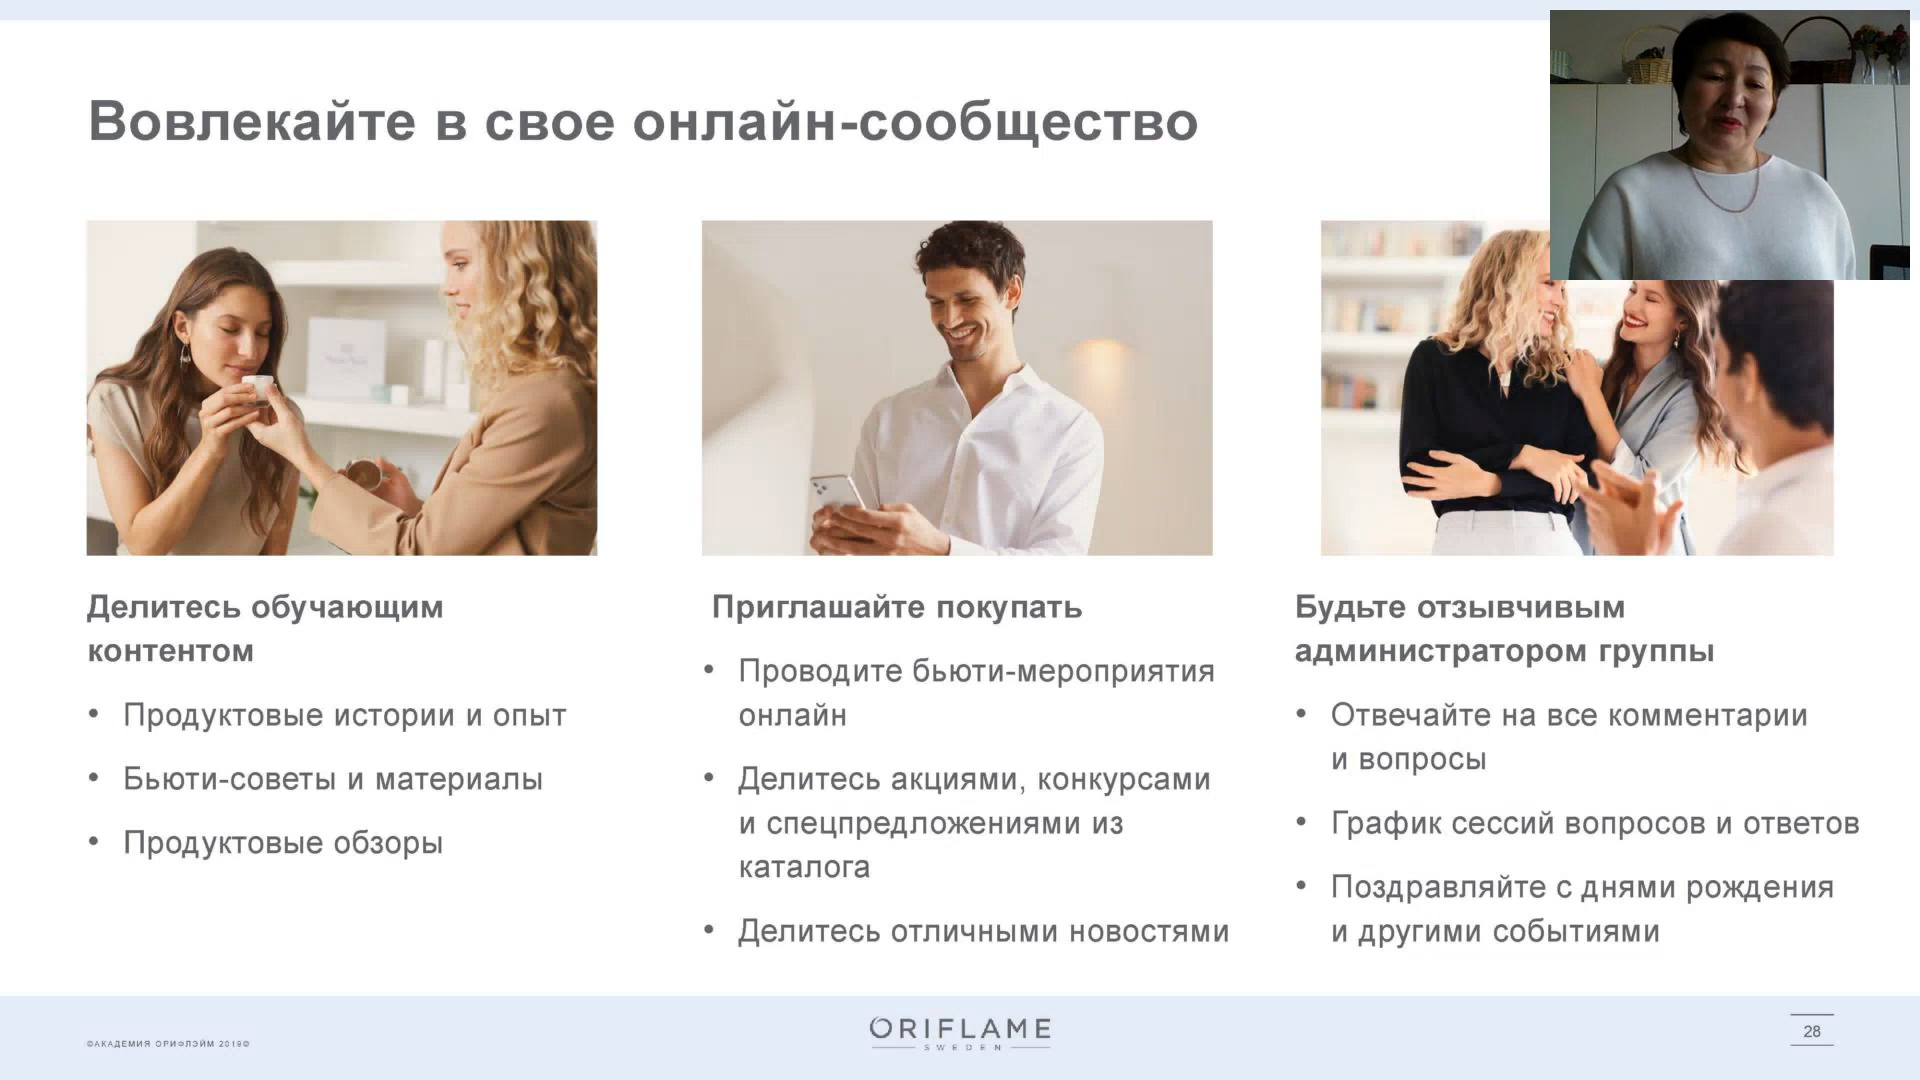 Вовлекайте в свое онлайн-сообщество
Делитесь обучающим
контентом
• Продуктовые истории и опыт
• Бьюти-советы и материалы
• Продуктовые обзоры
Приглашайте покупать
• Проводите бьюти-мероприятия
онлайн
• Делитесь акциями, конкурсами
и спецпредложениями из
каталога
• Делитесь отличными новостями
Будьте отзывчивым
администратором группы
• Отвечайте на все комментарии
и вопросы
• График сессий вопросов и ответов
• Поздравляйте с днями рождения
и другими событиями
©АКАДЕМИЯ ОРИФЛЭЙМ 2019©
ORIFLAME
SWEDEN
28